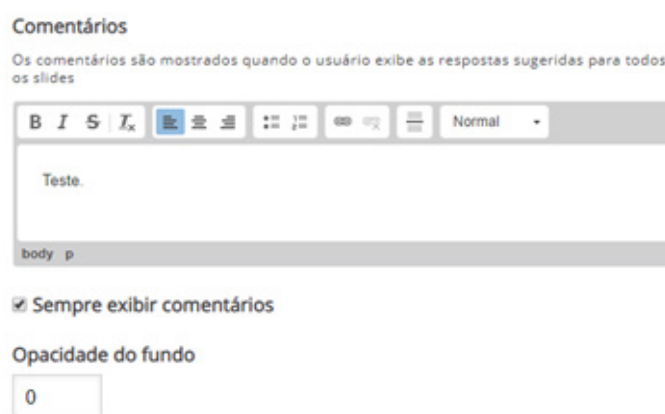 Comentários
Os comentários são mostrados quando o usuário exibe as respostas sugeridas para todos
os slides
B I S Ix Normal
Teste.
body p
Sempre exibir comentários
Opacidade do fundo
0